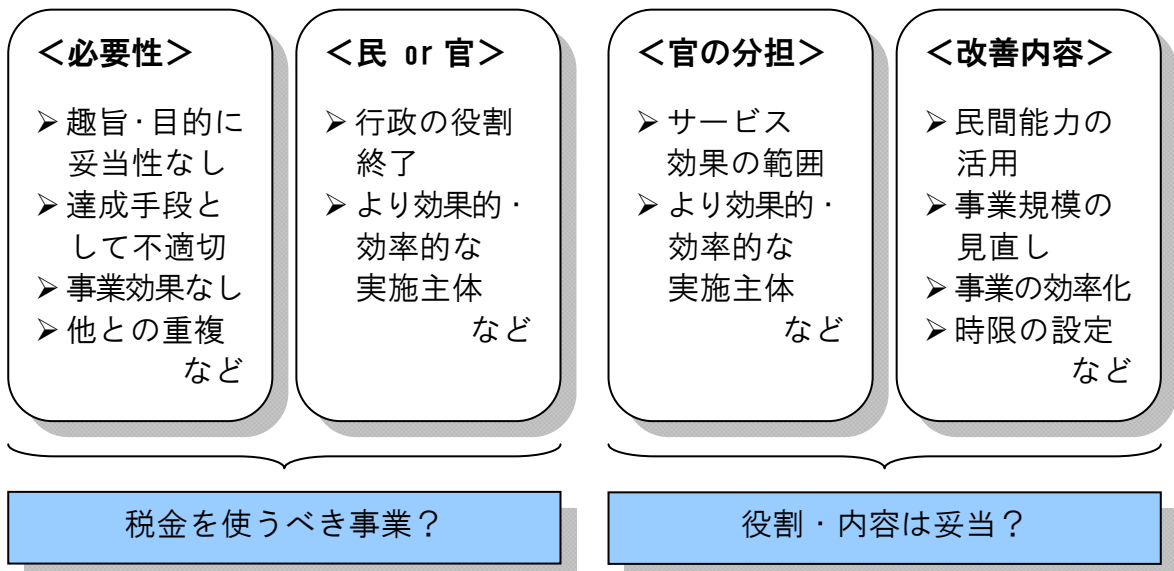 ＜必要性＞
➢趣旨・目的に
妥当性なし
➢達成手段と
して不適切
➢事業効果なし
➢他との重複
など
＜民 or 官＞
➢行政の役割
終了
➢より効果的・
効率的な
実施主体
など
＜官の分担＞
➢サービス
効果の範囲
➢より効果的・
効率的な
実施主体
など
＜改善内容＞
➢民間能力の
活用
➢事業規模の
見直し
➢事業の効率化
➢時限の設定
など
税金を使うべき事業？
役割・内容は妥当？